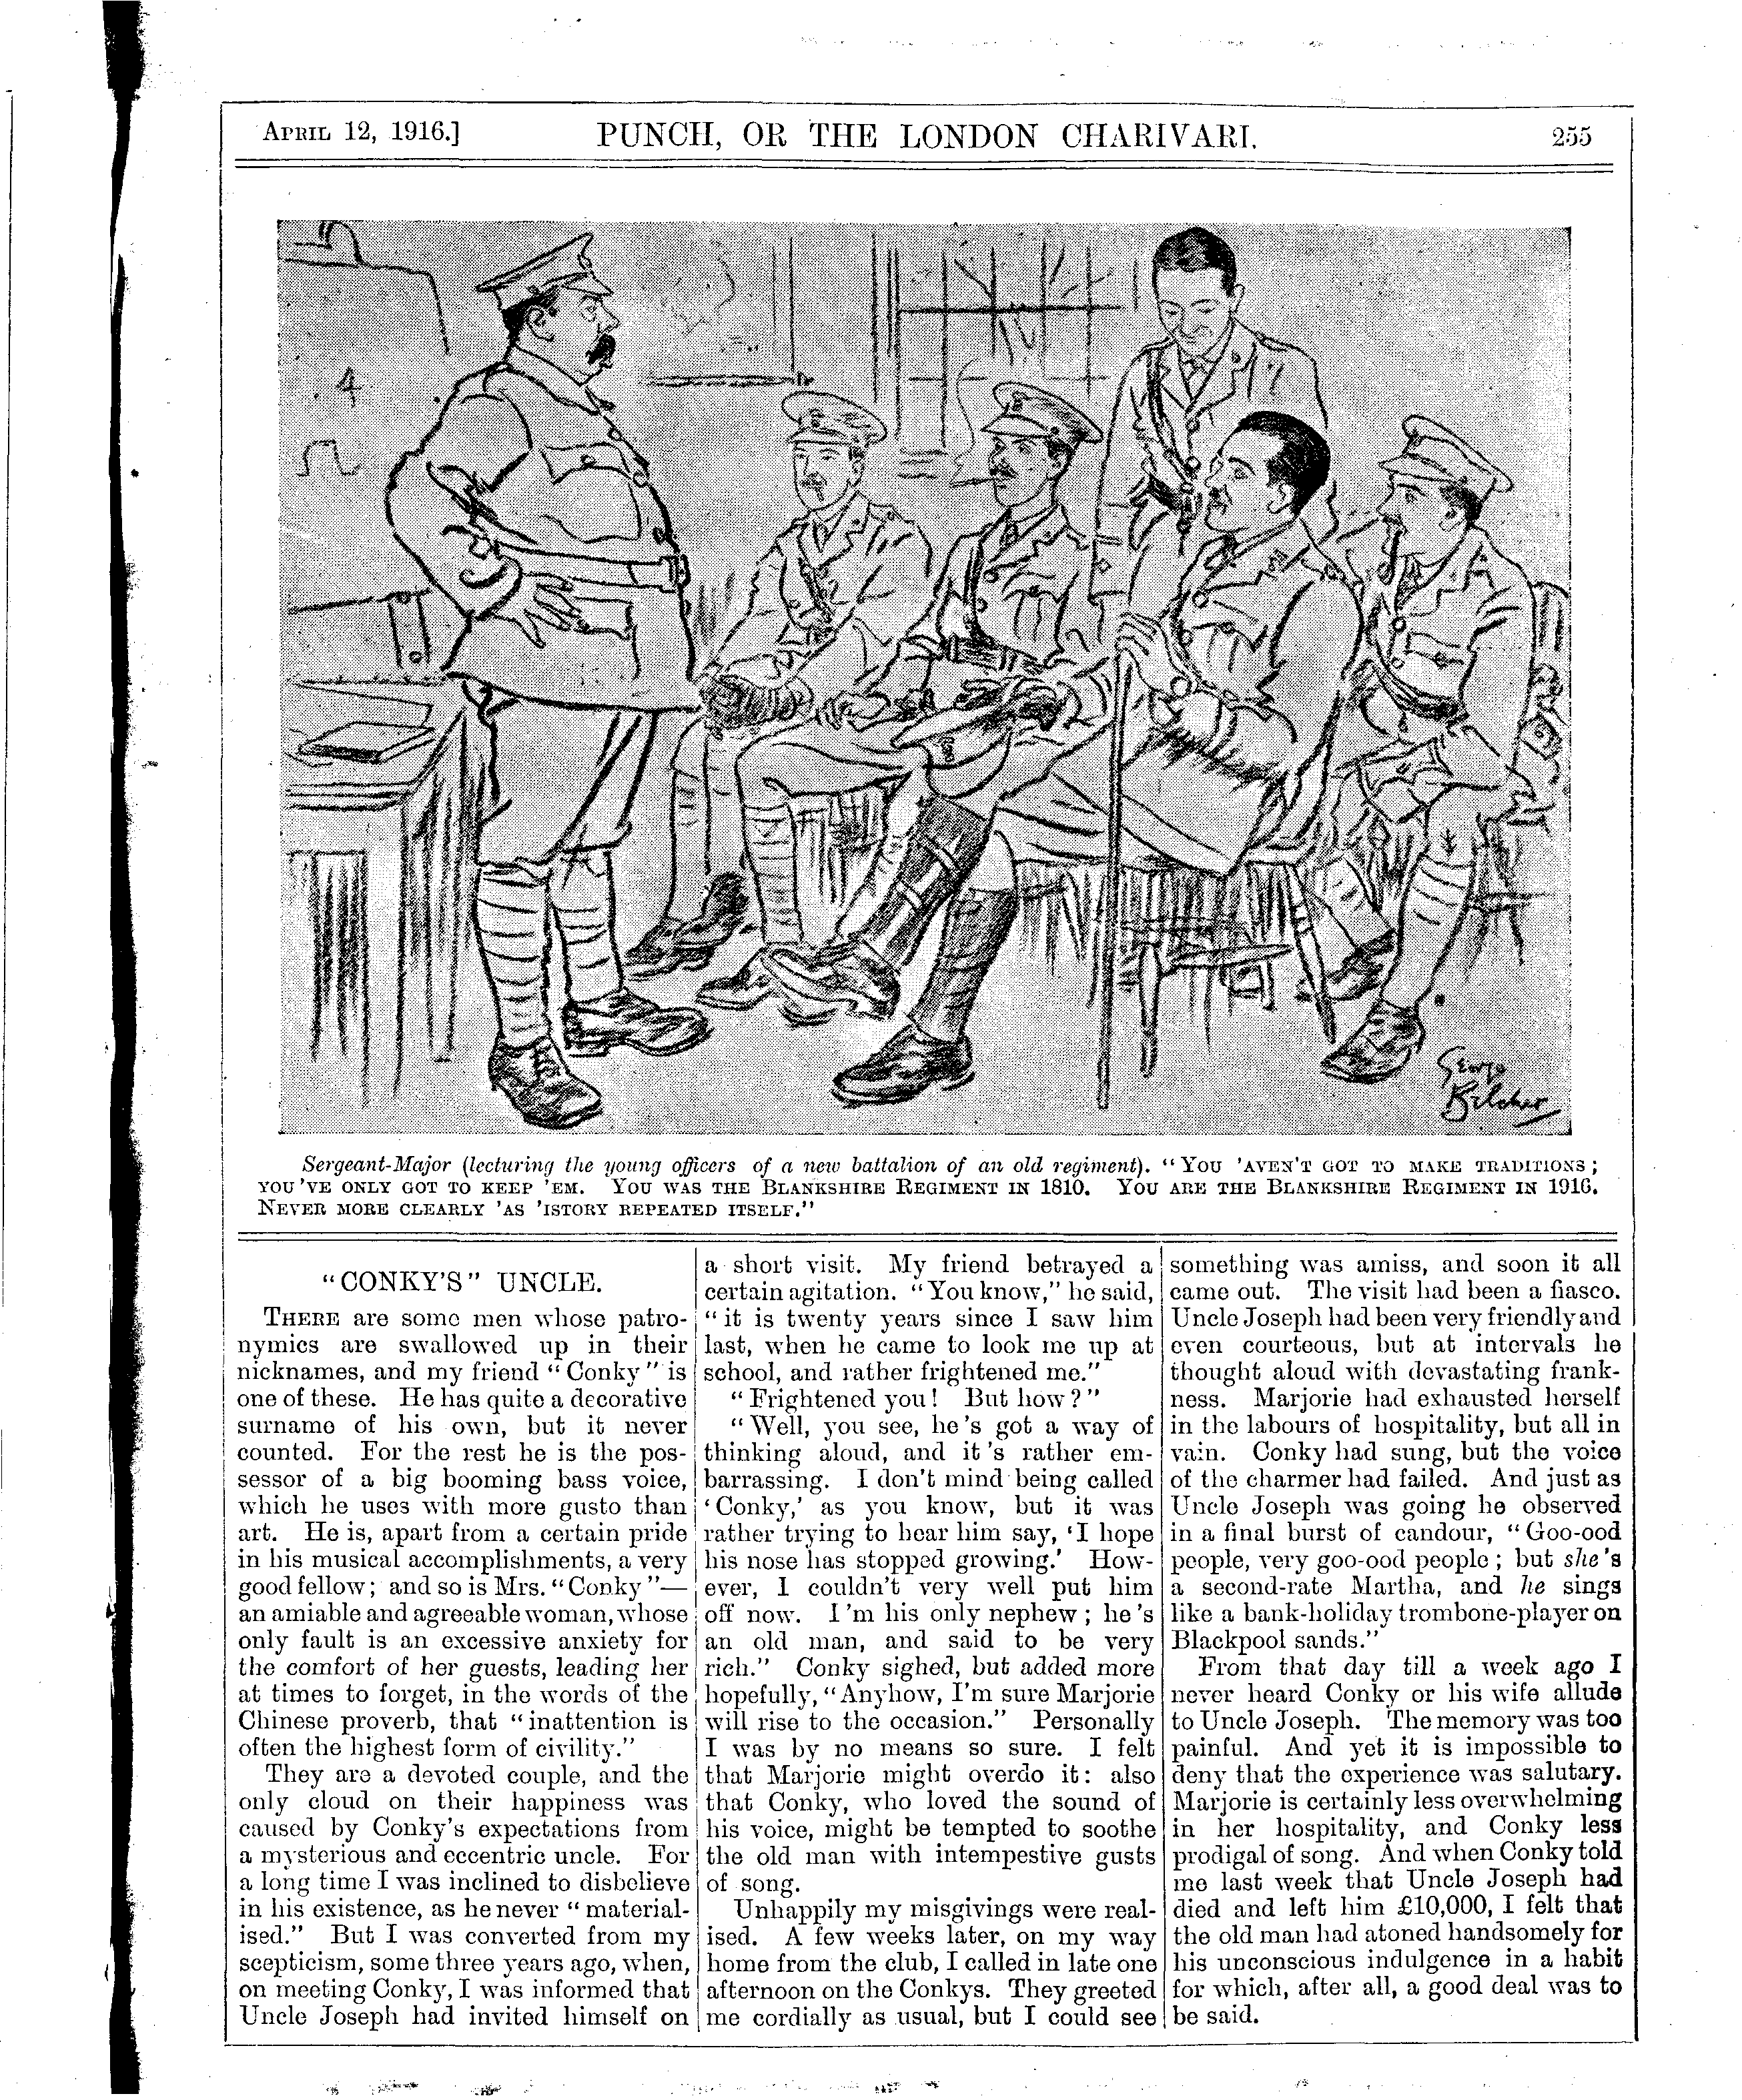 APRIL 12, 1916.] PUNCH, OR THE LONDON CHARIVARI. 255
4
George
Belcher
Sergeant-Major (lecturing the young officers of a new battalion of an old regiment). "YOU 'AVEN'T GOT TO MAKE TRADITIONS;
YOU'VE ONLY GOT TO KEEP 'EM. YOU WAS THE BLANKSHIRE REGIMENT IN 1810. YOU ARE THE BLANKSHIRE REGIMENT IN 1916.
NEVER MORE CLEARLY 'AS 'ISTORY REPEATED ITSELF."
"CONKY'S" UNCLE.
THERE are some men whose patro-
nymics are swallowed up in their
nicknames, and my friend "Conky" is
one of these. He has quite a decorative
surname of his own, but it never
counted. For the rest he is the pos-
sessor of a big booming bass voice,
which he uses with more gusto than
art. He is, apart from a certain pride
in his musical accomplishments, a very
good fellow; and so is Mrs. "Conky"—
an amiable and agreeable woman, whose
only fault is an excessive anxiety for
the comfort of her guests, leading her
at times to forget, in the words of the
Chinese proverb, that "inattention is
often the highest form of civility."
They are a devoted couple, and the
only cloud on their happiness was
caused by Conky's expectations from
a mysterious and eccentric uncle. For
a long time I was inclined to disbelieve
in his existence, as he never "material-
ised." But I was converted from my
scepticism, some three years ago, when,
on meeting Conky, I was informed that
Uncle Joseph had invited himself on
a short visit. My friend betrayed a
certain agitation. "You know," he said,
"it is twenty years since I saw him
last, when he came to look me up at
school, and rather frightened me."
"Frightened you! But how?"
"Well, you see, he's got a way of
thinking aloud, and it's rather em-
barrassing. I don't mind being called
'Conky,' as you know, but it was
rather trying to hear him say, 'I hope
his nose has stopped growing.' How-
ever, I couldn't very well put him
off now. I'm his only nephew; he's
an old man, and said to be very
rich." Conky sighed, but added more
hopefully, "Anyhow, I'm sure Marjorie
will rise to the occasion." Personally
I was by no means so sure. I felt
that Marjorie might overdo it: also
that Conky, who loved the sound of
his voice, might be tempted to soothe
the old man with intempestive gusts
of song.
Unhappily my misgivings were real-
ised. A few weeks later, on my way
home from the club, I called in late one
afternoon on the Conkys. They greeted
me cordially as usual, but I could see
something was amiss, and soon it all
came out. The visit had been a fiasco.
Uncle Joseph had been very friendly and
even courteous, but at intervals he
thought aloud with devastating frank-
ness. Marjorie had exhausted herself
in the labours of hospitality, but all in
vain. Conky had sung, but the voice
of the charmer had failed. And just as
Uncle Joseph was going he observed
in a final burst of candour, "Goo-ood
people, very goo-ood people; but she's
a second-rate Martha, and he sings
like a bank-holiday trombone-player on
Blackpool sands."
From that day till a week ago I
never heard Conky or his wife allude
to Uncle Joseph. The memory was too
painful. And yet it is impossible to
deny that the experience was salutary.
Marjorie is certainly less overwhelming
in her hospitality, and Conky less
prodigal of song. And when Conky told
me last week that Uncle Joseph had
died and left him £10,000, I felt that
the old man had atoned handsomely for
his unconscious indulgence in a habit
for which, after all, a good deal was to
be said.